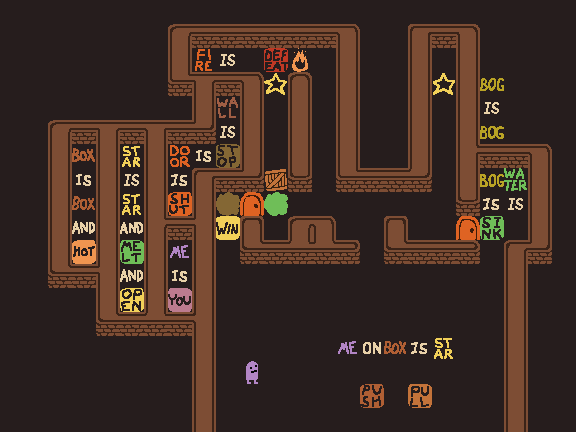 FIRE IS DEFEAT
WALL IS STOP
BOG IS BOG
BOX IS BOX AND HOT
STAR IS STAR AND MELT AND OPEN
DOOR IS SHUT
IS
BOG IS
WATER IS SINK
WIN
ME IS YOU
ME ON BOX IS STAR
PUSH PULL